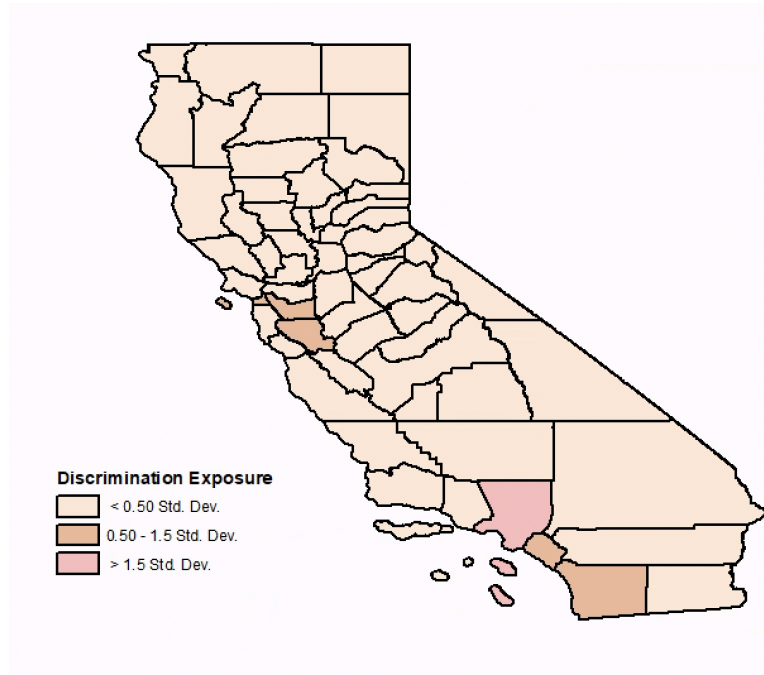 Discrimination Exposure
< 0.50 Std. Dev.
0.50 - 1.5 Std. Dev.
> 1.5 Std. Dev.